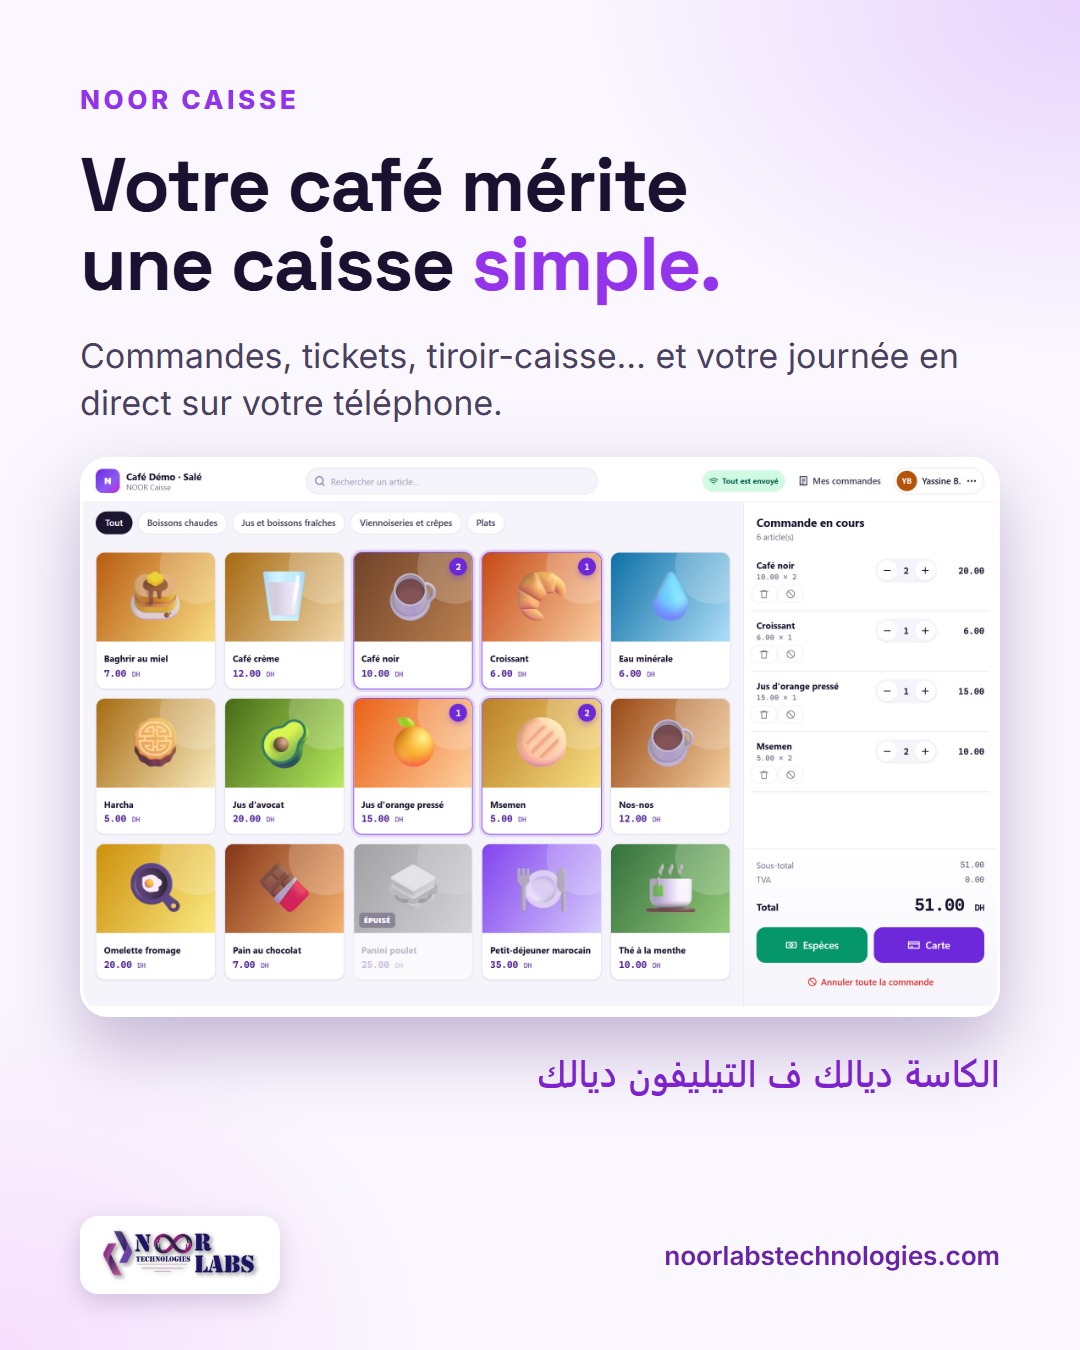 NOOR CAISSE
Votre café mérite
une caisse simple.
Commandes, tickets, tiroir-caisse... et votre journée en
direct sur votre téléphone.
N
Café Démo · Salé
NOOR Caisse
Rechercher un article...
Tout est envoyé
Mes commandes
YB
Yassine B.
Tout
Boissons chaudes
Jus et boissons fraîches
Viennoiseries et crêpes
Plats
Baghrir au miel
7.00 DH
Café crème
12.00 DH
2
Café noir
10.00 DH
1
Croissant
6.00 DH
Eau minérale
6.00 DH
Harcha
5.00 DH
Jus d'avocat
20.00 DH
1
Jus d'orange pressé
15.00 DH
2
Msemen
5.00 DH
Nos-nos
12.00 DH
Omelette fromage
20.00 DH
Pain au chocolat
7.00 DH
ÉPUISÉ
Panini poulet
25.00 DH
Petit-déjeuner marocain
35.00 DH
Thé à la menthe
10.00 DH
Commande en cours
6 article(s)
Café noir
10.00 × 2
− 2 + 20.00
Croissant
6.00 × 1
− 1 + 6.00
Jus d'orange pressé
15.00 × 1
− 1 + 15.00
Msemen
5.00 × 2
− 2 + 10.00
Sous-total 51.00
TVA 0.00
Total 51.00 DH
Espèces
Carte
Annuler toute la commande
الكاسة ديالك ف التيليفون ديالك
NOOR
TECHNOLOGIES
LABS
noorlabstechnologies.com